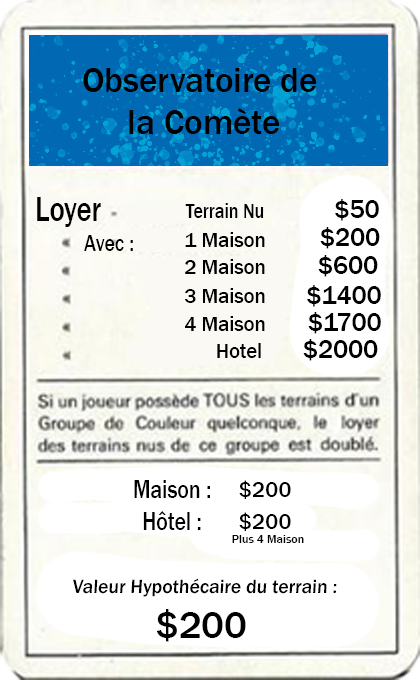 Observatoire de
la Comète
Loyer - Terrain Nu $50
" Avec : 1 Maison $200
" 2 Maison $600
" 3 Maison $1400
" 4 Maison $1700
" Hotel $2000
Si un joueur possède TOUS les terrains d'un
Groupe de Couleur quelconque, le loyer
des terrains nus de ce groupe est doublé.
Maison : $200
Hôtel : $200
Plus 4 Maison
Valeur Hypothécaire du terrain :
$200